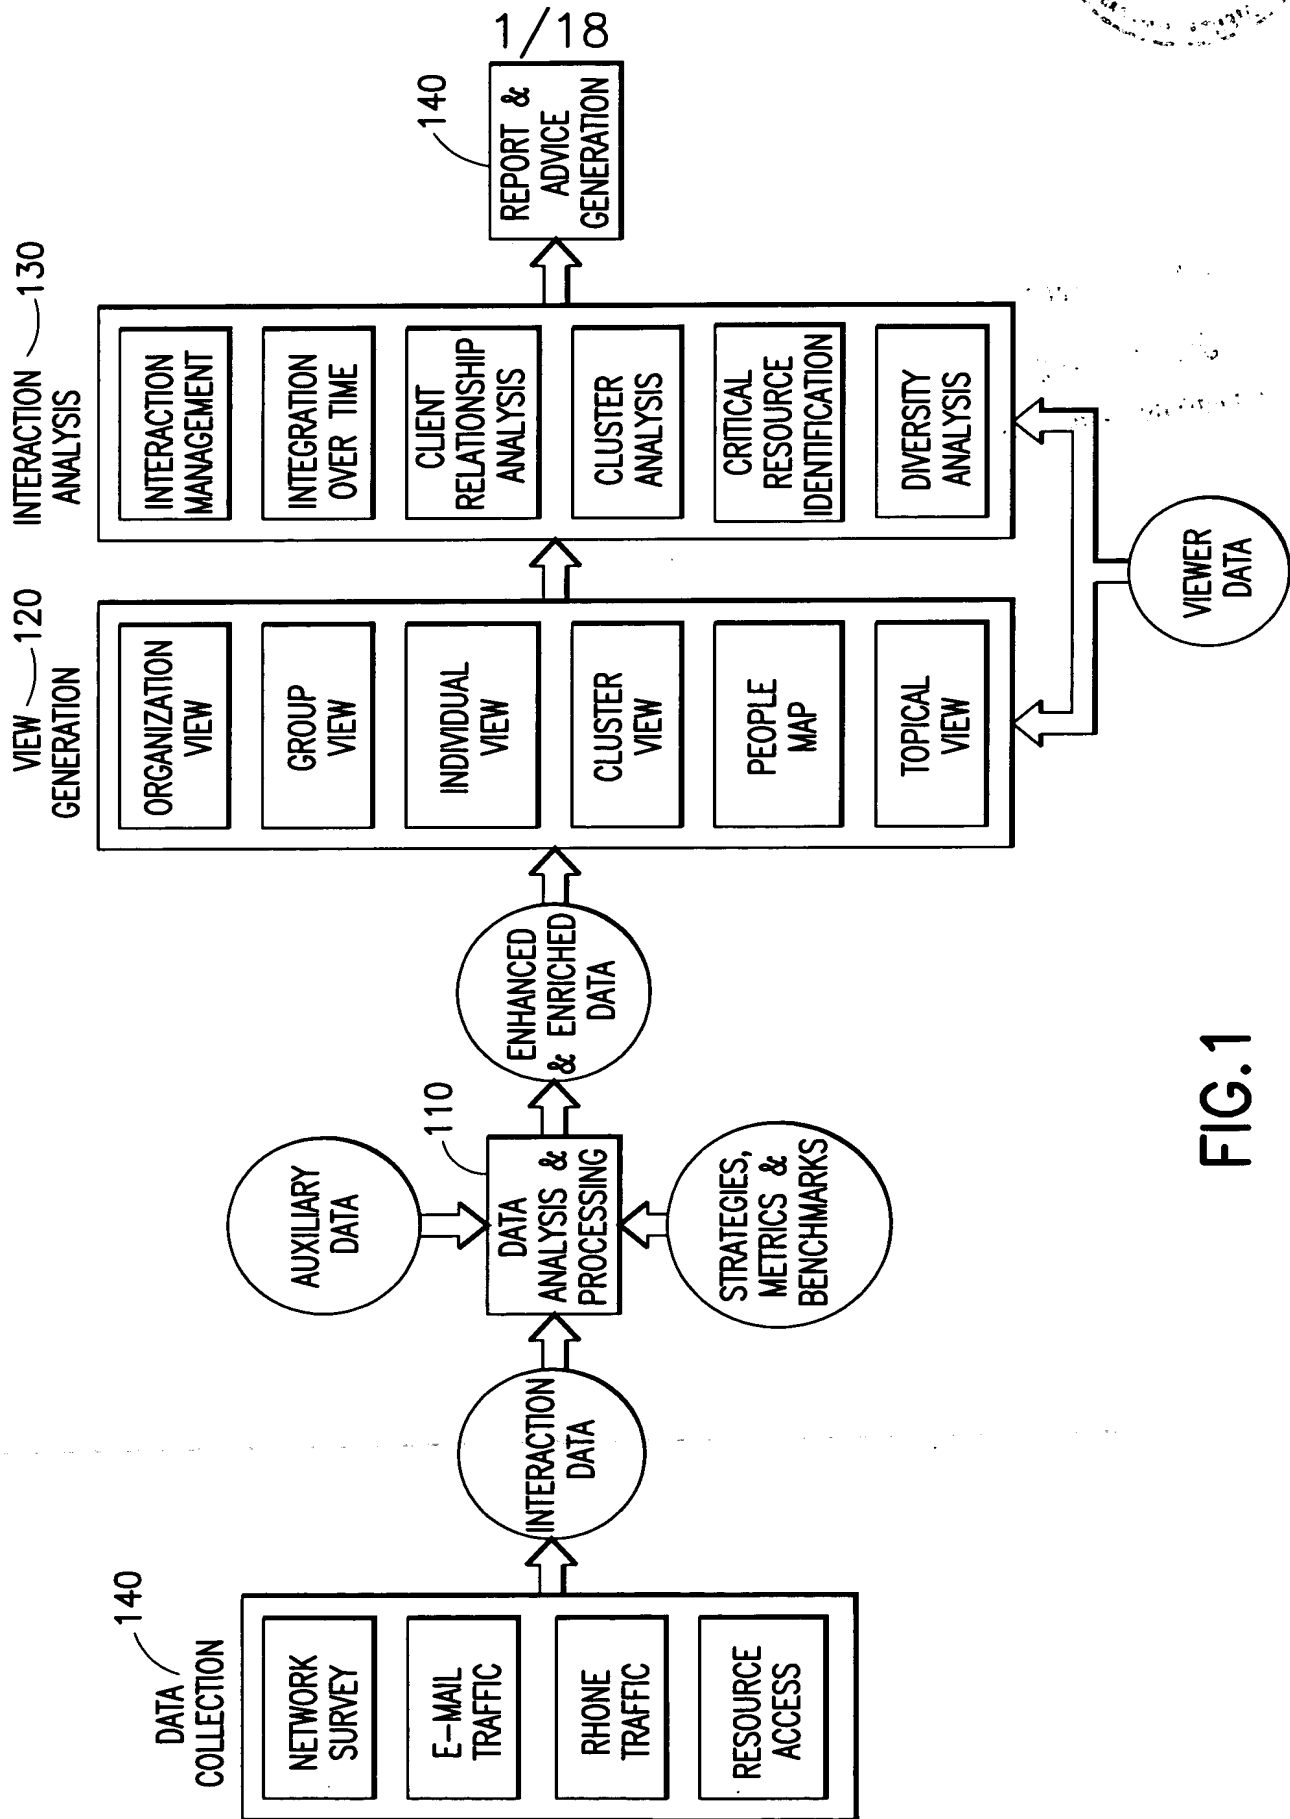 1/18
DATA
COLLECTION
140
NETWORK
SURVEY
E-MAIL
TRAFFIC
RHONE
TRAFFIC
RESOURCE
ACCESS
INTERACTION
DATA
AUXILIARY
DATA
110
DATA
ANALYSIS &
PROCESSING
STRATEGIES,
METRICS &
BENCHMARKS
ENHANCED
& ENRICHED
DATA
VIEW 120
GENERATION
ORGANIZATION
VIEW
GROUP
VIEW
INDIVIDUAL
VIEW
CLUSTER
VIEW
PEOPLE
MAP
TOPICAL
VIEW
INTERACTION 130
ANALYSIS
INTERACTION
MANAGEMENT
INTEGRATION
OVER TIME
CLIENT
RELATIONSHIP
ANALYSIS
CLUSTER
ANALYSIS
CRITICAL
RESOURCE
IDENTIFICATION
DIVERSITY
ANALYSIS
VIEWER
DATA
140
REPORT &
ADVICE
GENERATION
FIG.1